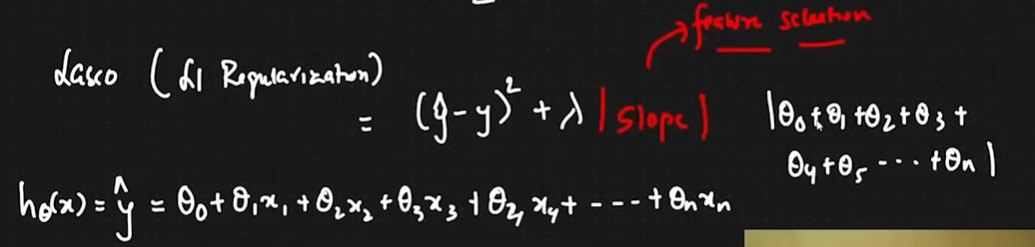 feature selection
Lasso (L1 Regularization)
= (ŷ-y)² + λ |slope|
|θ₀+θ₁+θ₂+θ₃+
θ₄+θ₅ --- +θₙ|
hθ(x) = ŷ = θ₀+θ₁x₁+θ₂x₂+θ₃x₃+θ₄x₄+ --- +θₙxₙ